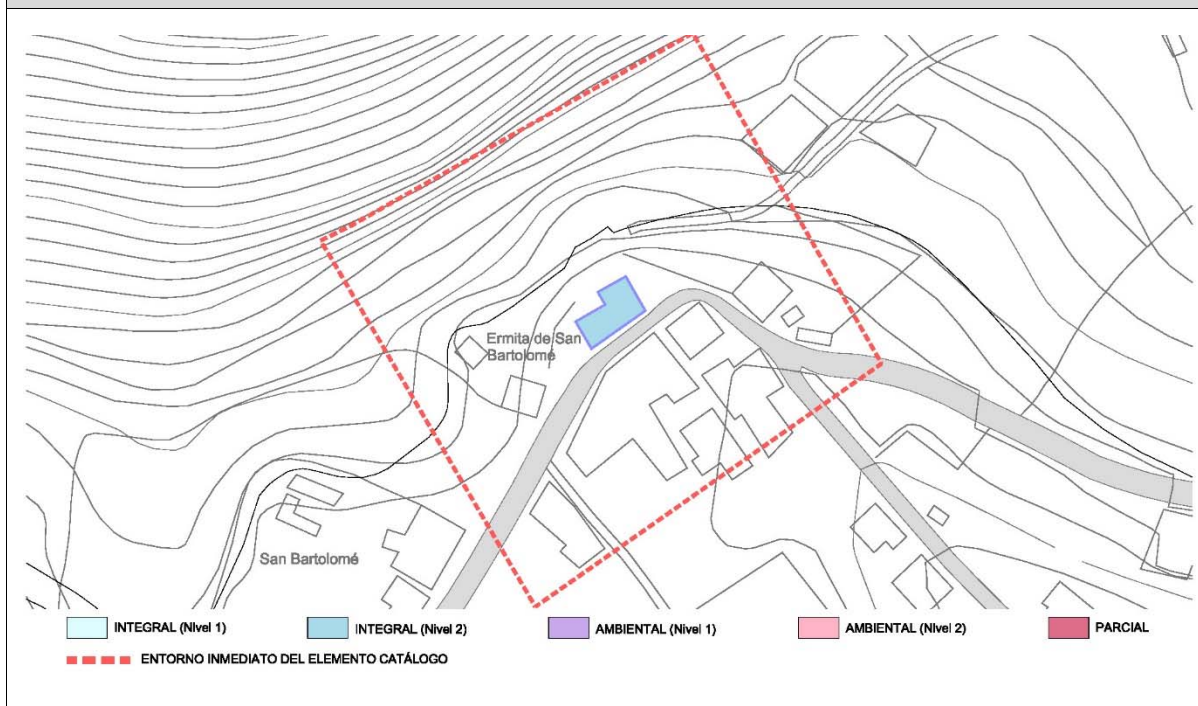 Ermita de San
Bartolomé
San Bartolomé
INTEGRAL (Nivel 1)
INTEGRAL (Nivel 2)
AMBIENTAL (Nivel 1)
AMBIENTAL (Nivel 2)
PARCIAL
ENTORNO INMEDIATO DEL ELEMENTO CATÁLOGO